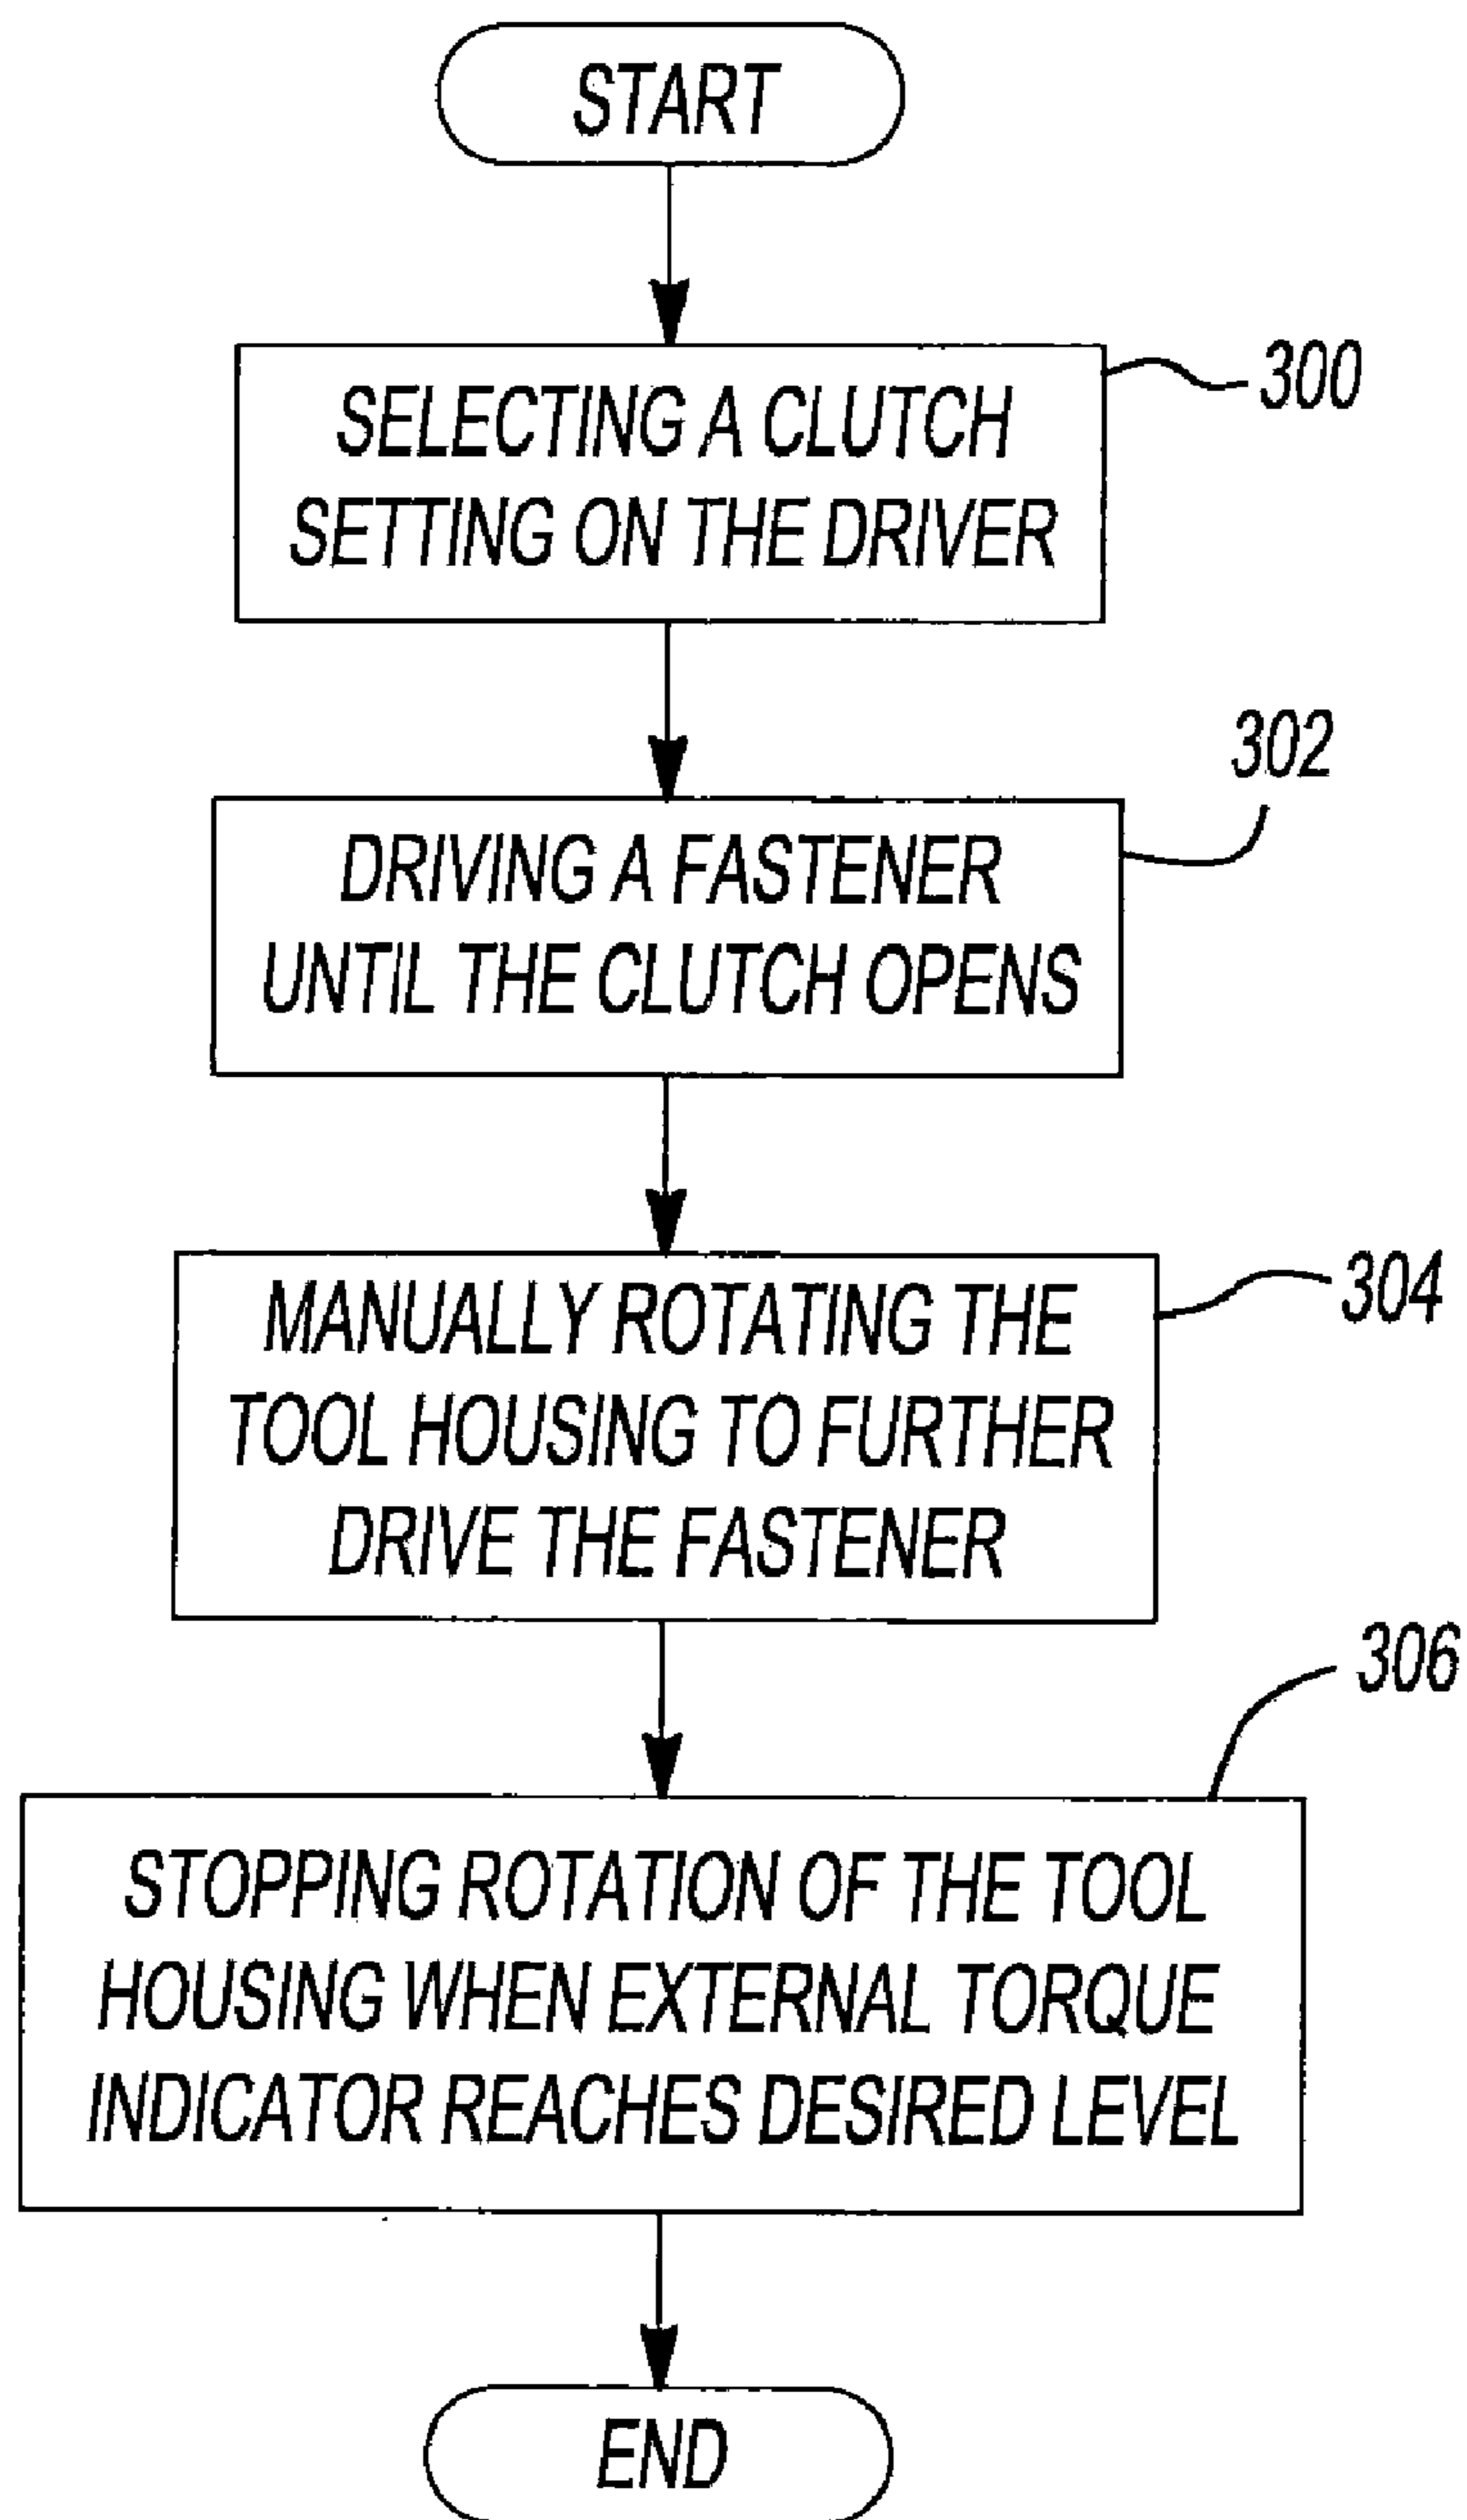 START
300
SELECTING A CLUTCH
SETTING ON THE DRIVER
302
DRIVING A FASTENER
UNTIL THE CLUTCH OPENS
304
MANUALLY ROTATING THE
TOOL HOUSING TO FURTHER
DRIVE THE FASTENER
306
STOPPING ROTATION OF THE TOOL
HOUSING WHEN EXTERNAL TORQUE
INDICATOR REACHES DESIRED LEVEL
END